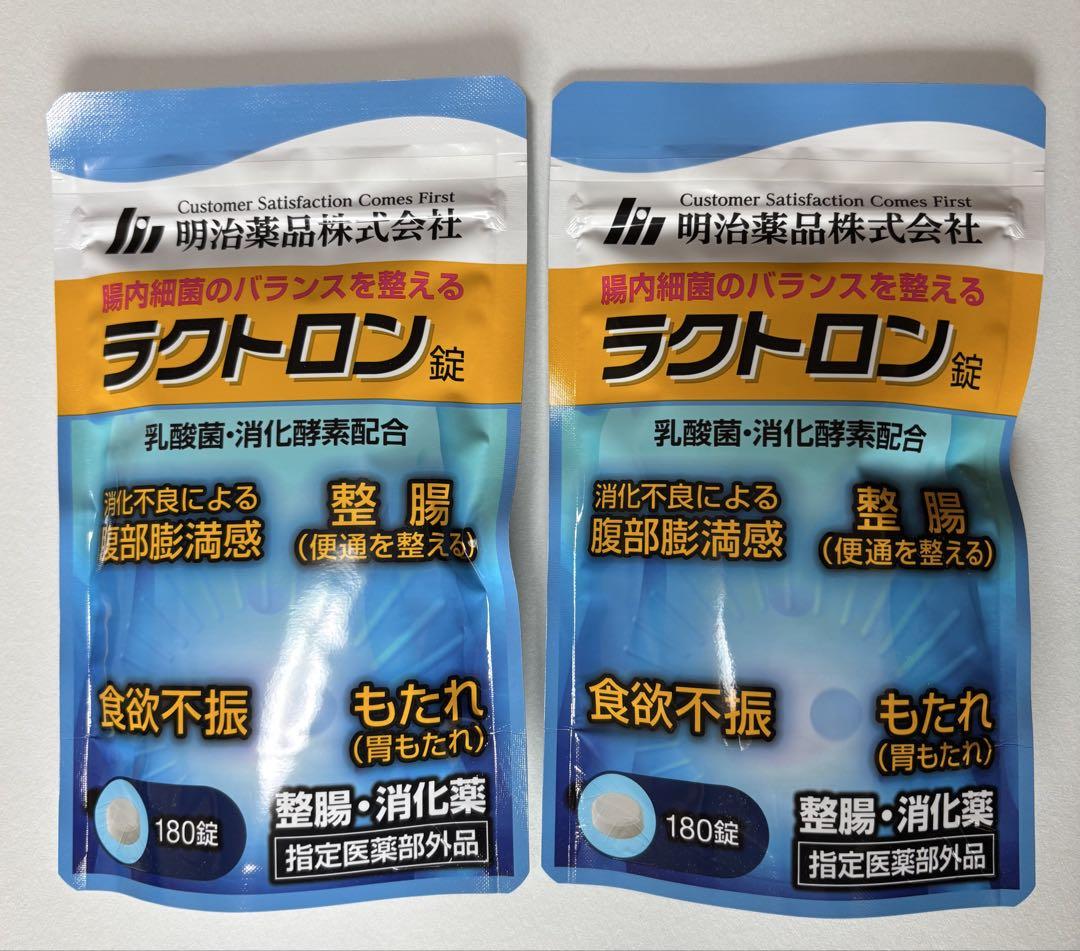 Customer Satisfaction Comes First
明治薬品株式会社
腸内細菌のバランスを整える
ラクトロン錠
乳酸菌・消化酵素配合
消化不良による
腹部膨満感
整腸
(便通を整える)
食欲不振
もたれ
(胃もたれ)
180錠
整腸・消化薬
指定医薬部外品
Customer Satisfaction Comes First
明治薬品株式会社
腸内細菌のバランスを整える
ラクトロン錠
乳酸菌・消化酵素配合
消化不良による
腹部膨満感
整腸
(便通を整える)
食欲不振
もたれ
(胃もたれ)
180錠
整腸・消化薬
指定医薬部外品